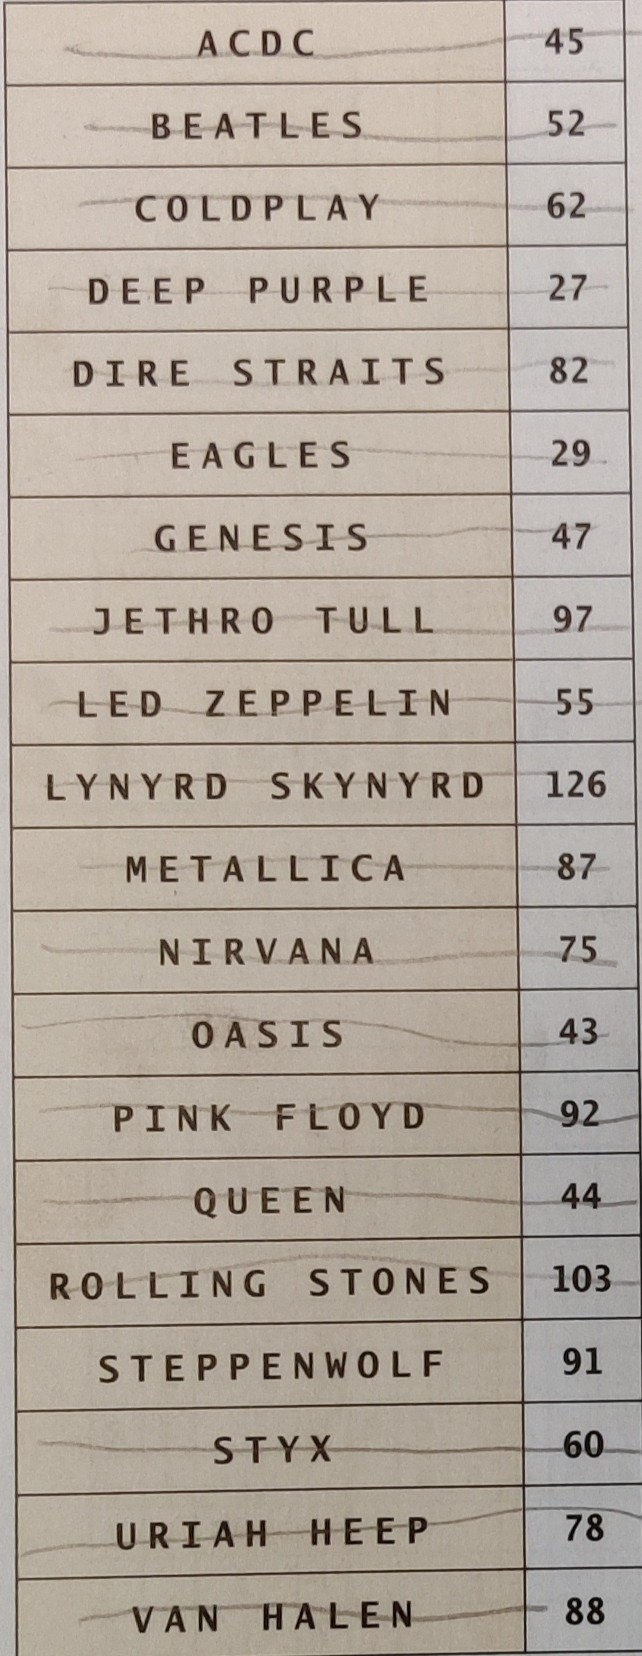 ACDC 45
BEATLES 52
COLDPLAY 62
DEEP PURPLE 27
DIRE STRAITS 82
EAGLES 29
GENESIS 47
JETHRO TULL 97
LED ZEPPELIN 55
LYNYRD SKYNYRD 126
METALLICA 87
NIRVANA 75
OASIS 43
PINK FLOYD 92
QUEEN 44
ROLLING STONES 103
STEPPENWOLF 91
STYX 60
URIAH HEEP 78
VAN HALEN 88